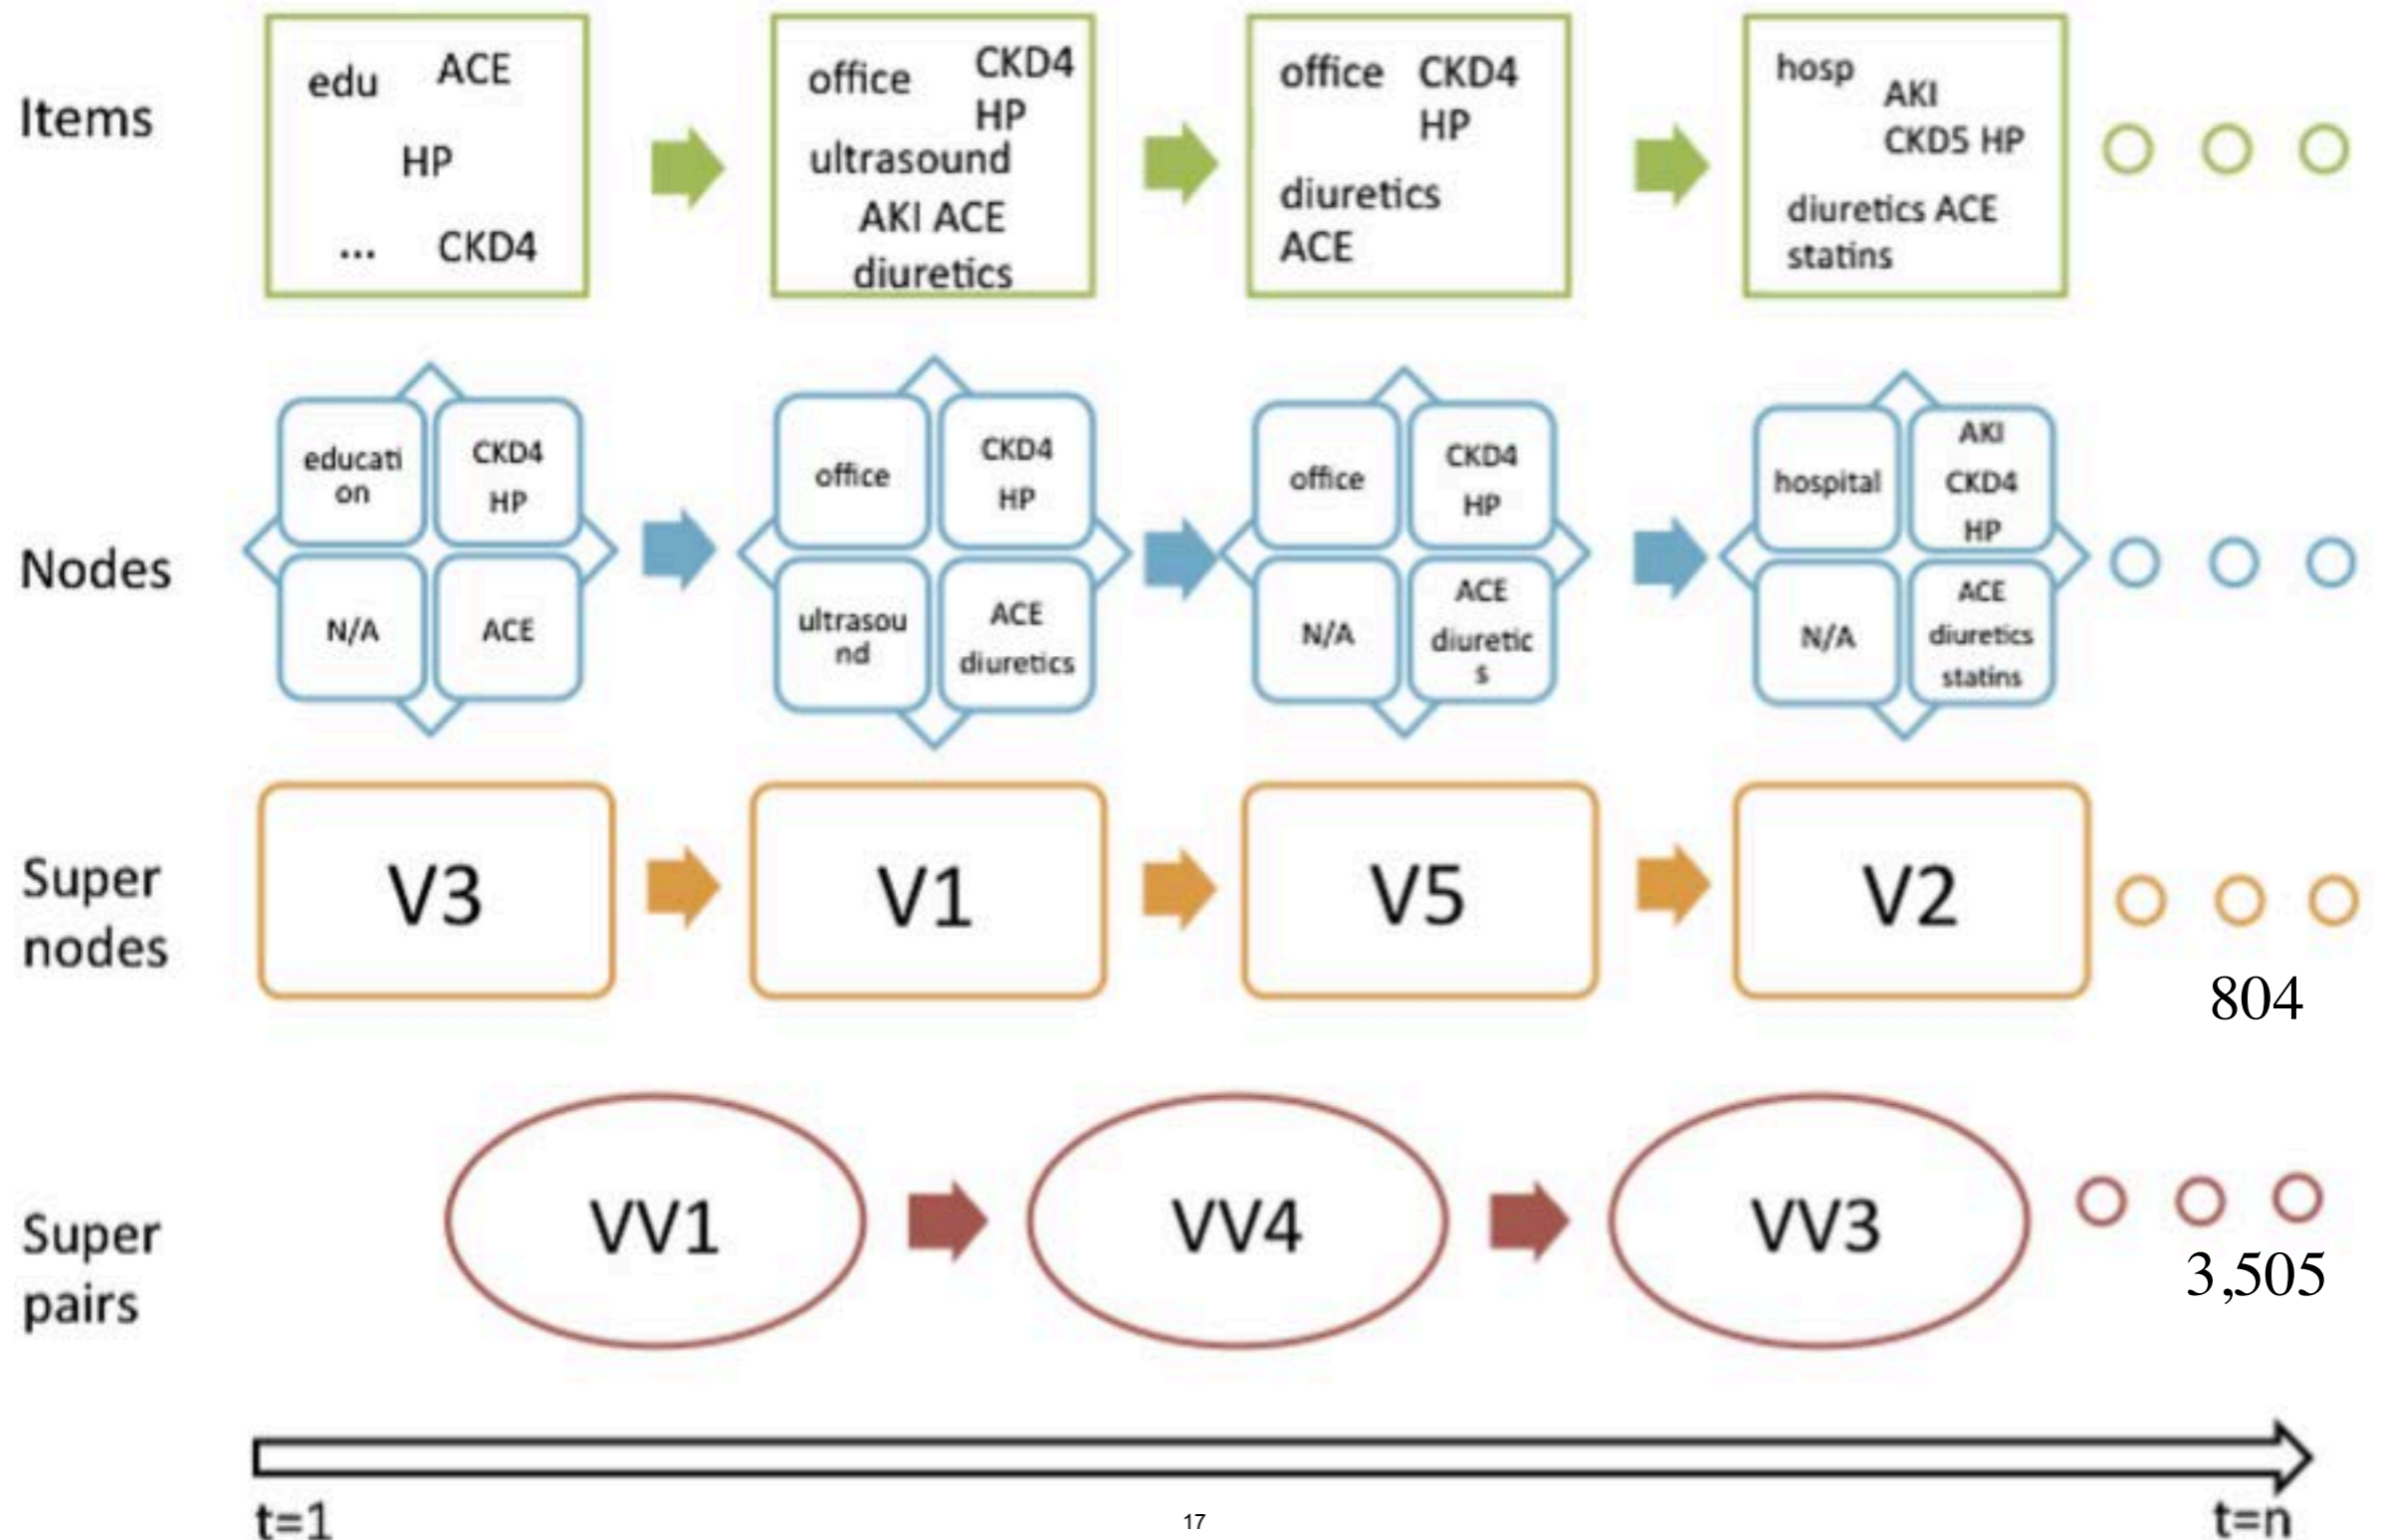 Items
edu ACE
HP
... CKD4
office CKD4
HP
ultrasound
AKI ACE
diuretics
office CKD4
HP
diuretics
ACE
hosp
AKI
CKD5 HP
diuretics ACE
statins
Nodes
educati
on
CKD4
HP
N/A
ACE
office
CKD4
HP
ultrasou
nd
ACE
diuretics
office
CKD4
HP
N/A
ACE
diuretic
s
hospital
AKI
CKD4
HP
N/A
ACE
diuretics
statins
Super
nodes
V3
V1
V5
V2
804
Super
pairs
VV1
VV4
VV3
3,505
t=1
17
t=n